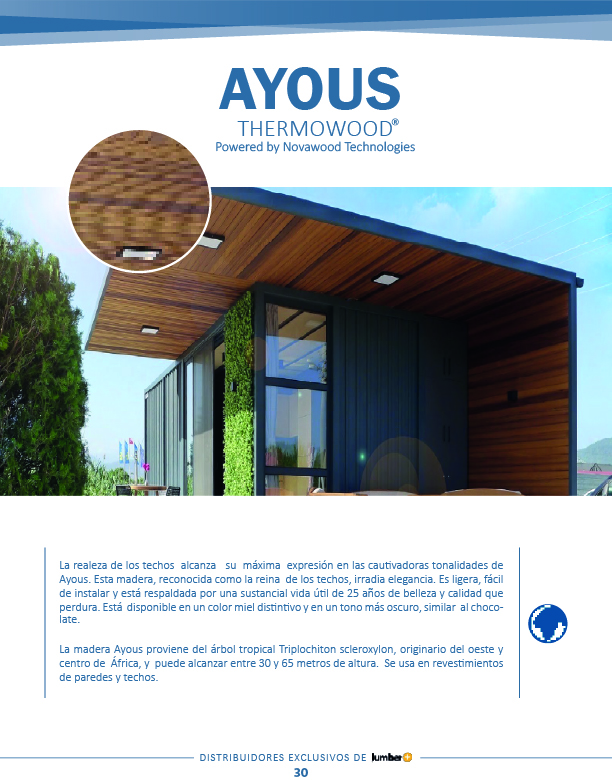 AYOUS
THERMOWOOD®
Powered by Novawood Technologies
La realeza de los techos alcanza su máxima expresión en las cautivadoras tonalidades de
Ayous. Esta madera, reconocida como la reina de los techos, irradia elegancia. Es ligera, fácil
de instalar y está respaldada por una sustancial vida útil de 25 años de belleza y calidad que
perdura. Está disponible en un color miel distintivo y en un tono más oscuro, similar al choco-
late.
La madera Ayous proviene del árbol tropical Triplochiton scleroxylon, originario del oeste y
centro de África, y puede alcanzar entre 30 y 65 metros de altura. Se usa en revestimientos
de paredes y techos.
DISTRIBUIDORES EXCLUSIVOS DE lumber
30